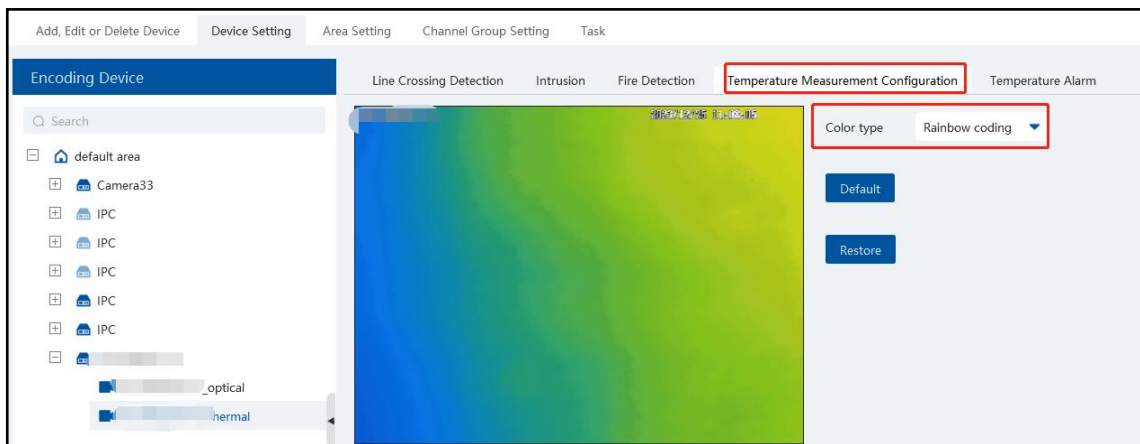 Add, Edit or Delete Device Device Setting Area Setting Channel Group Setting Task
Encoding Device
Line Crossing Detection Intrusion Fire Detection Temperature Measurement Configuration Temperature Alarm
Search
Color type Rainbow coding
default area
Camera33
Default
IPC
IPC
Restore
IPC
IPC
IPC
_optical
hermal